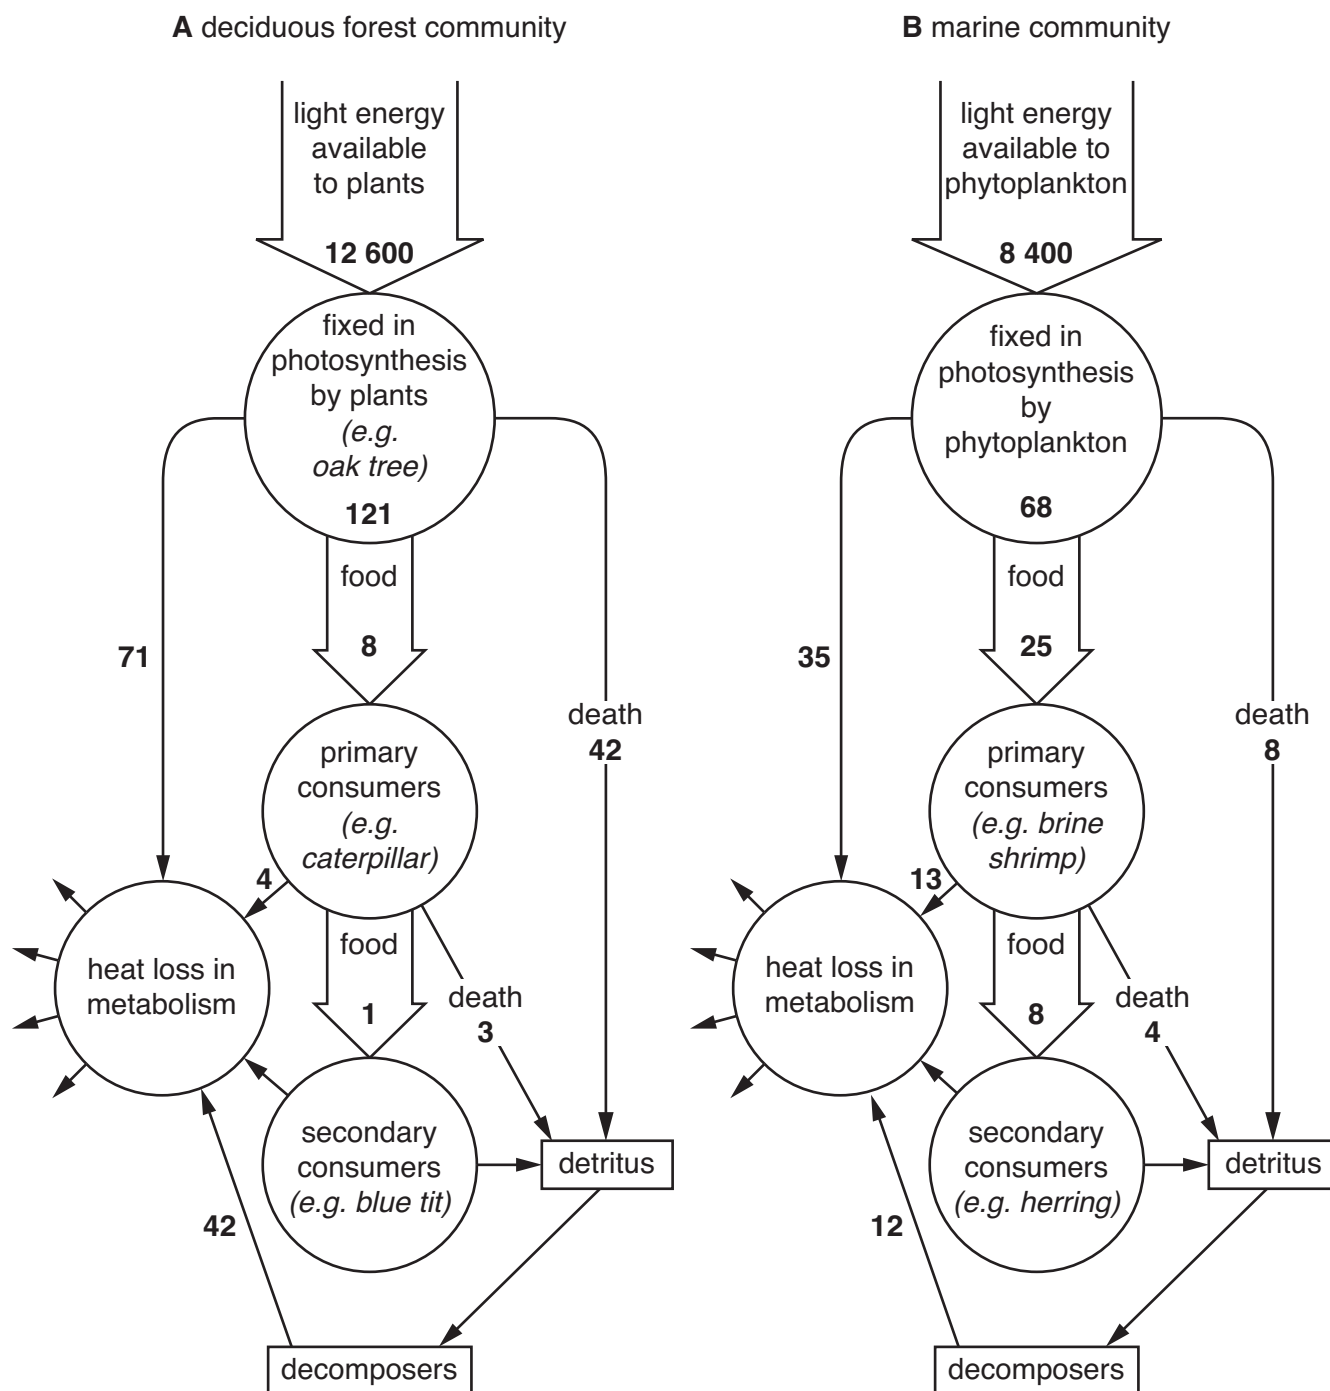 A deciduous forest community
light energy
available
to plants
12 600
fixed in
photosynthesis
by plants
(e.g.
oak tree)
121
food
8
71
death
42
primary
consumers
(e.g.
caterpillar)
4
food
1
death
3
heat loss in
metabolism
secondary
consumers
(e.g. blue tit)
detritus
42
decomposers
B marine community
light energy
available to
phytoplankton
8 400
fixed in
photosynthesis
by
phytoplankton
68
food
25
35
death
8
primary
consumers
(e.g. brine
shrimp)
13
food
8
death
4
heat loss in
metabolism
secondary
consumers
(e.g. herring)
detritus
12
decomposers